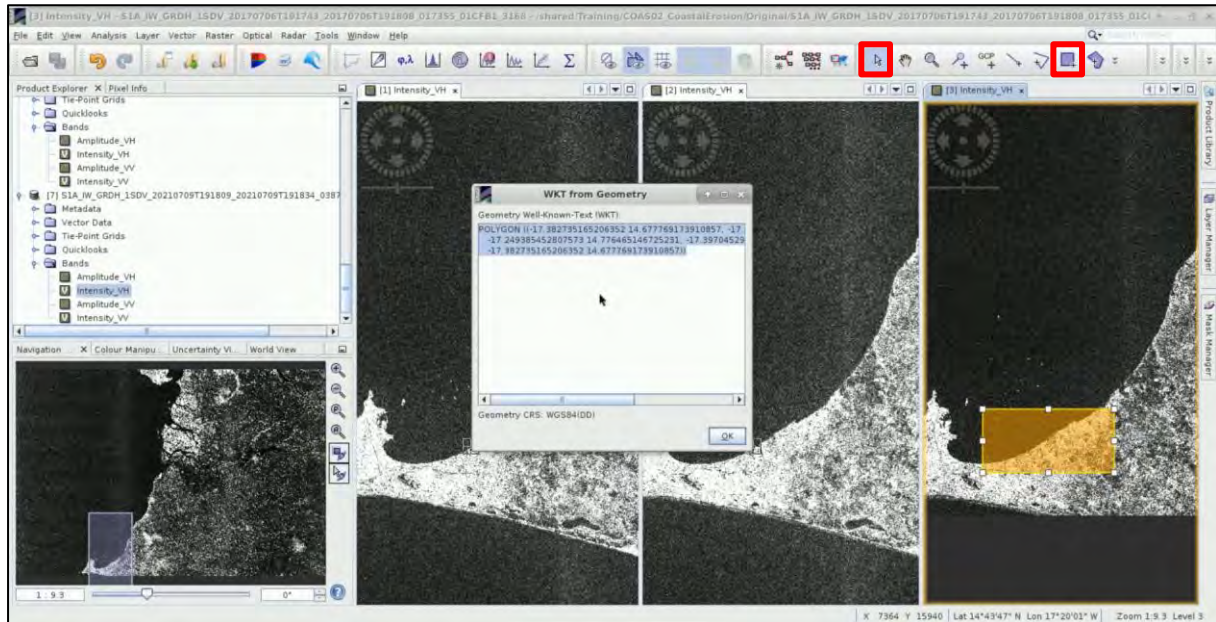 [3] Intensity_VH - S1A_IW_GRDH_1SDV_20170706T191743_20170706T191808_017355_01CFB1_3168 - /shared/Training/COAS02_CoastalErosion/Original/S1A_IW_GRDH_1SDV_20170706T191743_20170706T191808_017355_01CI
File Edit View Analysis Layer Vector Raster Optical Radar Tools Window Help
φ,λ Σ GCP
Product Explorer X Pixel Info
[1] Intensity_VH x
[2] Intensity_VH x
[3] Intensity_VH x
Tie-Point Grids
Quicklooks
Bands
Amplitude_VH
Intensity_VH
Amplitude_VV
Intensity_VV
[7] S1A_IW_GRDH_1SDV_20210709T191809_20210709T191834_0387
Metadata
Vector Data
Tie-Point Grids
Quicklooks
Bands
Amplitude_VH
Intensity_VH
Amplitude_VV
Intensity_VV
WKT from Geometry
Geometry Well-Known-Text (WKT):
POLYGON ((-17.382735165206352 14.677769173910857, -17.
-17.249385452807573 14.776465146725231, -17.39704529
-17.382735165206352 14.677769173910857))
Geometry CRS: WGS84(DD)
OK
Product Library
Layer Manager
Mask Manager
Navigation X Colour Manipu... Uncertainty Vi... World View
1 : 9.3
0°
X 7364 Y 15940 Lat 14°43'47" N Lon 17°20'01" W Zoom 1:9.3 Level 3